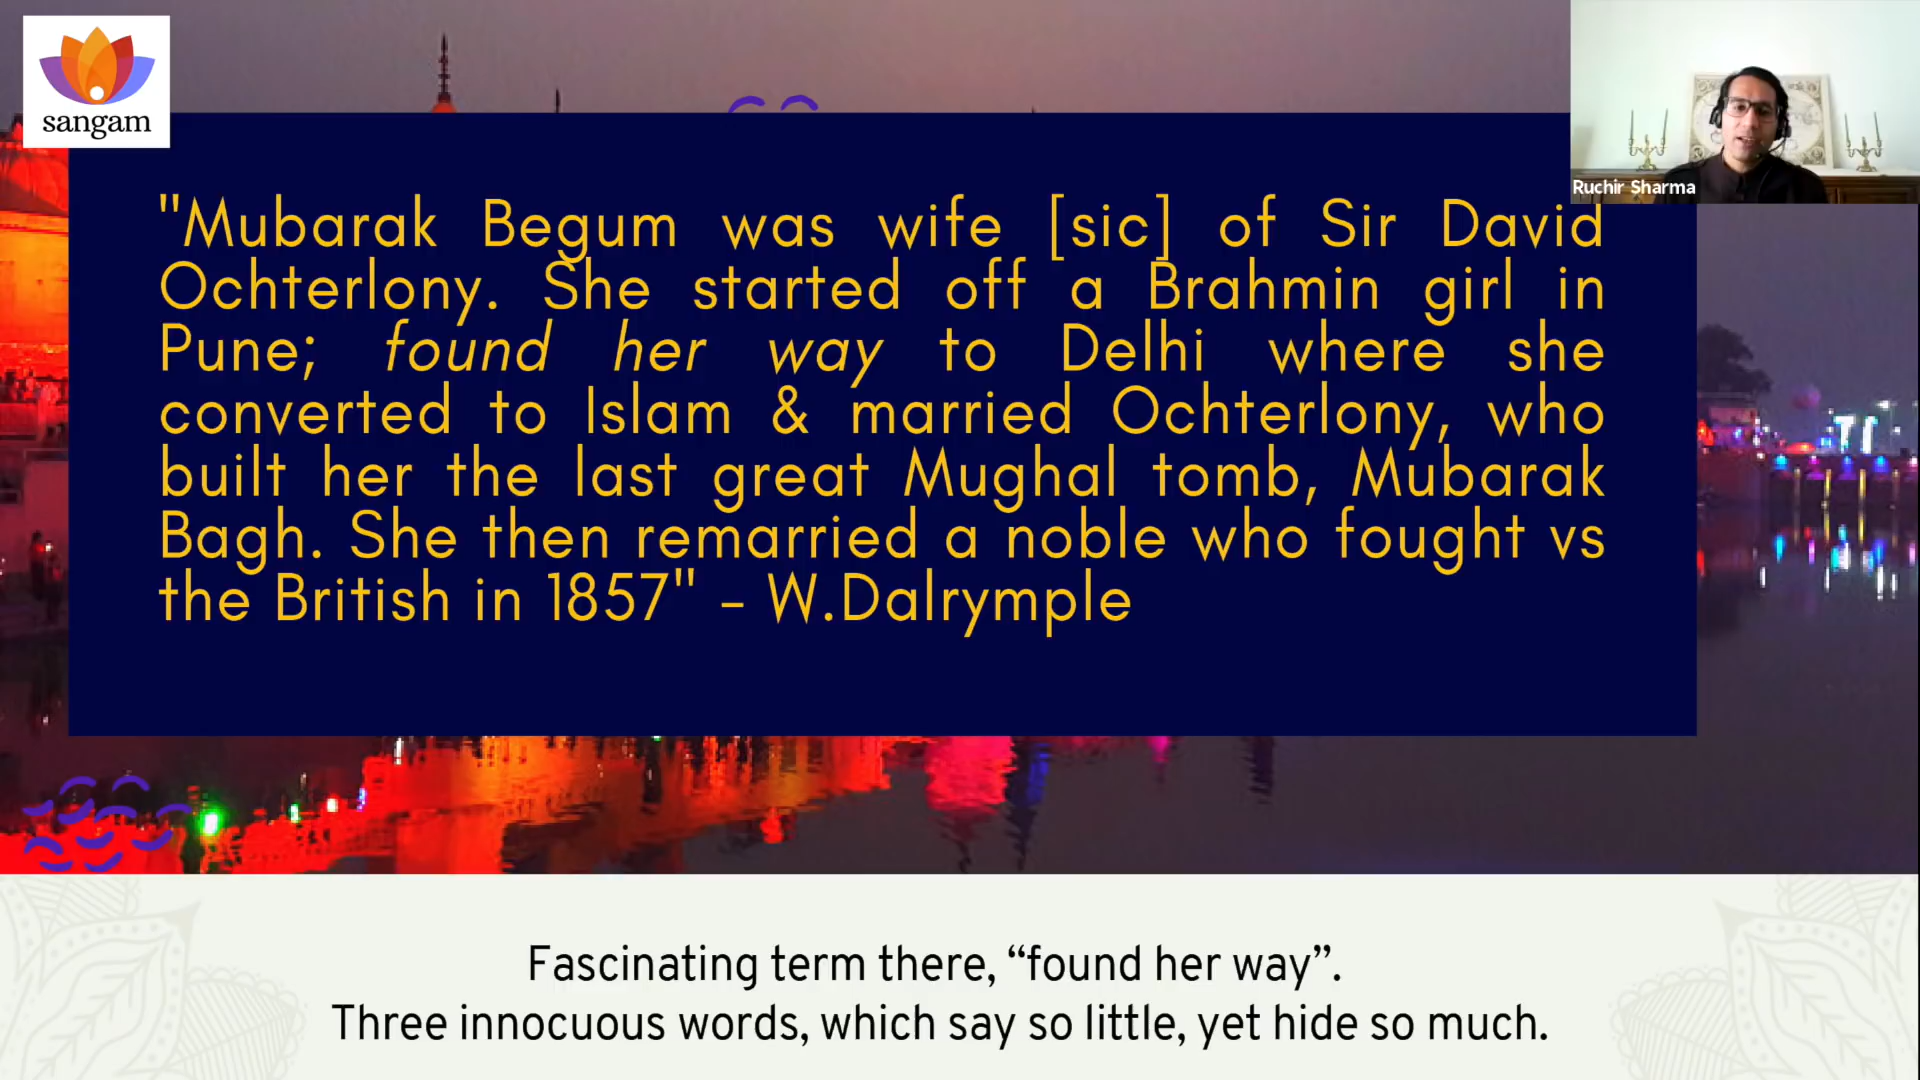 sangam
Ruchir Sharma
"Mubarak Begum was wife [sic] of Sir David
Ochterlony. She started off a Brahmin girl in
Pune; found her way to Delhi where she
converted to Islam & married Ochterlony, who
built her the last great Mughal tomb, Mubarak
Bagh. She then remarried a noble who fought vs
the British in 1857" - W.Dalrymple
Fascinating term there, “found her way”.
Three innocuous words, which say so little, yet hide so much.